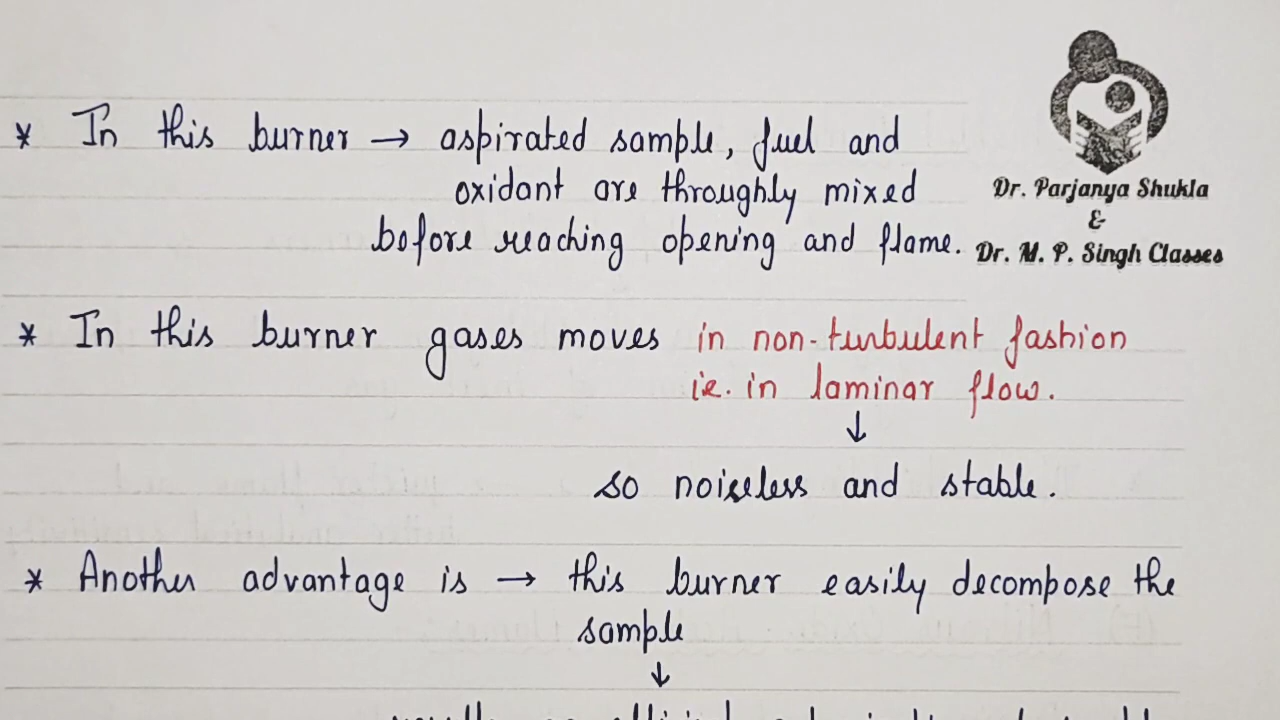 * In this burner → aspirated sample, fuel and
oxidant are throughly mixed
before reaching opening and flame.
Dr. Parjanya Shukla
&
Dr. M. P. Singh Classes
* In this burner gases moves in non-turbulent fashion
i.e. in laminar flow.
↓
so noiseless and stable.
* Another advantage is → this burner easily decompose the
sample
↓